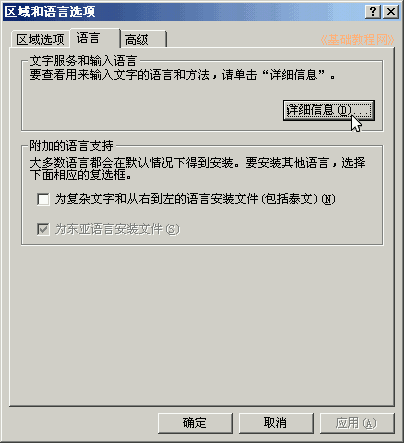 区域和语言选项
区域选项 语言 高级
《基础教程网》
文字服务和输入语言
要查看用来输入文字的语言和方法，请单击“详细信息”。
详细信息(D)...
附加的语言支持
大多数语言都会在默认情况下得到安装。要安装其他语言，选择
下面相应的复选框。
为复杂文字和从右到左的语言安装文件(包括泰文)(N)
为东亚语言安装文件(S)
确定 取消 应用(A)